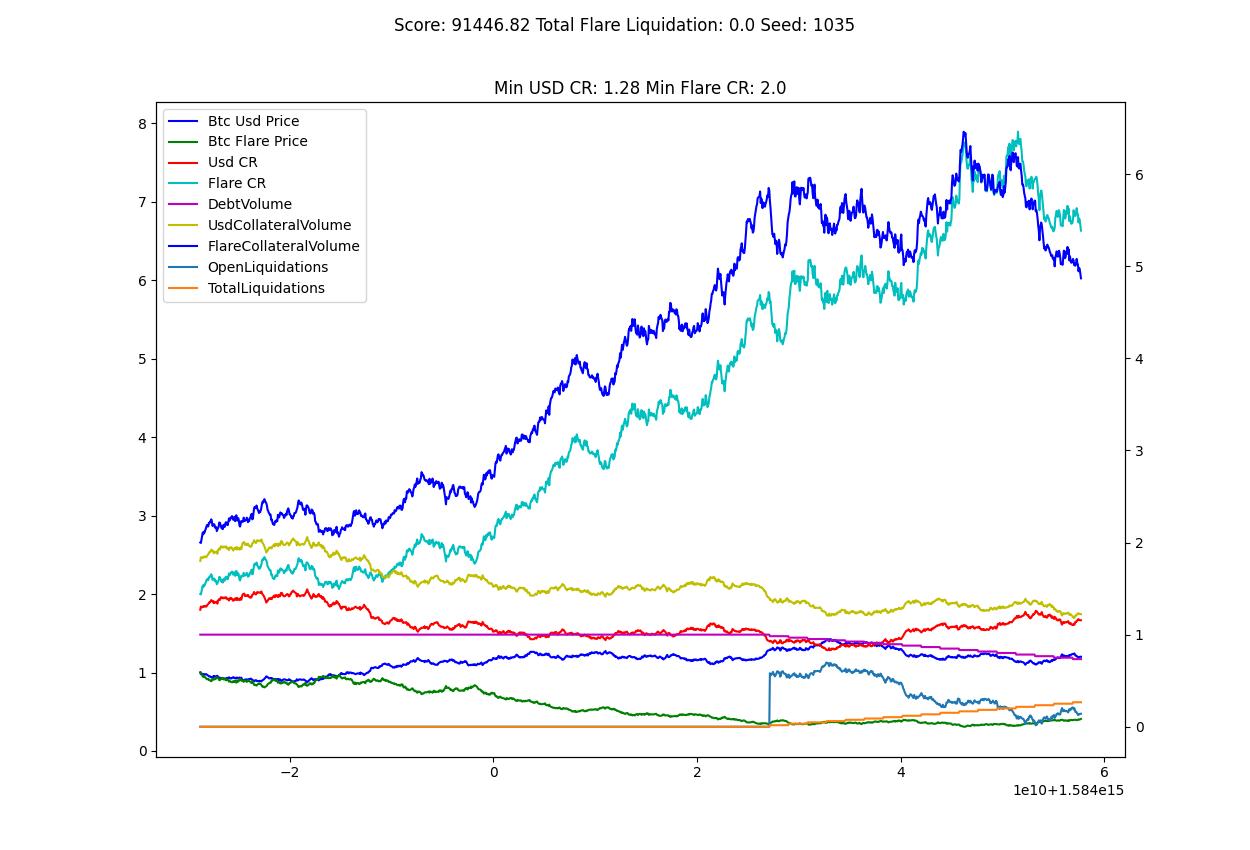 Score: 91446.82 Total Flare Liquidation: 0.0 Seed: 1035
Min USD CR: 1.28 Min Flare CR: 2.0
Btc Usd Price
Btc Flare Price
Usd CR
Flare CR
DebtVolume
UsdCollateralVolume
FlareCollateralVolume
OpenLiquidations
TotalLiquidations
8
7
6
5
4
3
2
1
0
6
5
4
3
2
1
0
−2 0 2 4 6
1e10+1.584e15